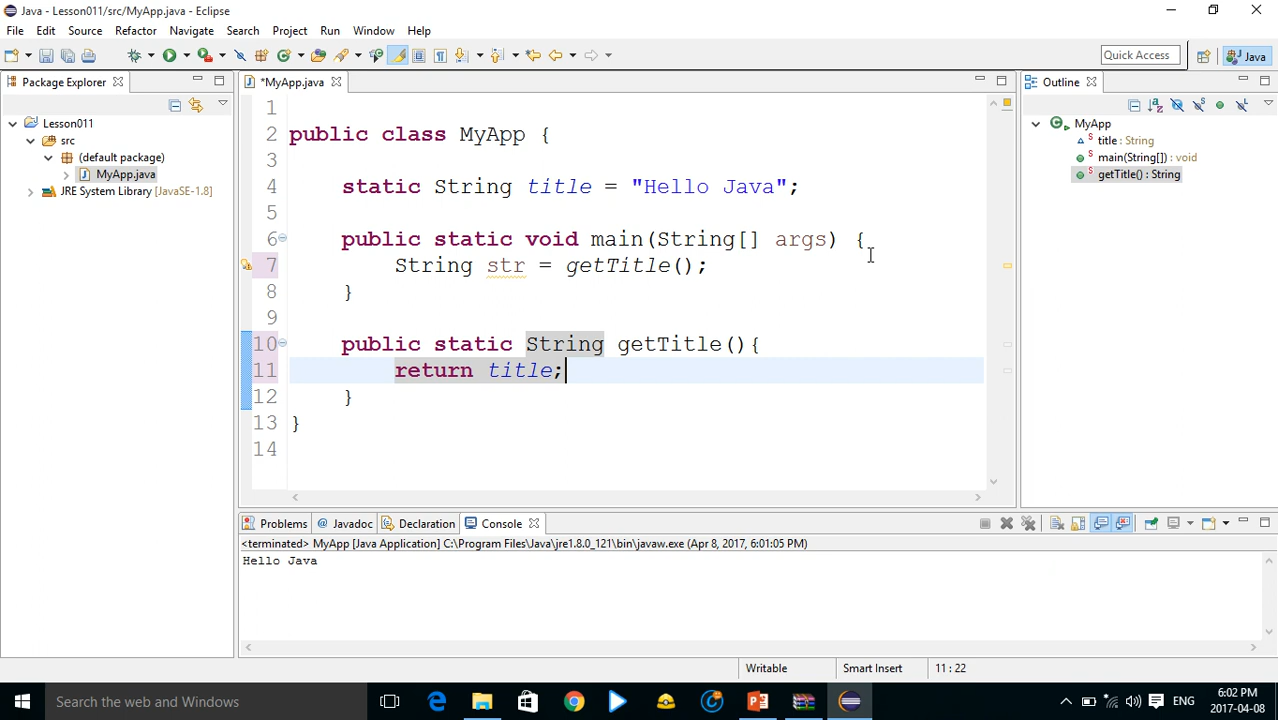 Java - Lesson011/src/MyApp.java - Eclipse
File Edit Source Refactor Navigate Search Project Run Window Help
Quick Access
Java
Package Explorer
*MyApp.java
Outline
Lesson011
src
(default package)
MyApp.java
JRE System Library [JavaSE-1.8]
1
2 public class MyApp {
3
4 static String title = "Hello Java";
5
6 public static void main(String[] args) {
7 String str = getTitle();
8 }
9
10 public static String getTitle(){
11 return title;
12 }
13 }
14
MyApp
title : String
main(String[]) : void
getTitle() : String
Problems @ Javadoc Declaration Console
<terminated> MyApp [Java Application] C:\Program Files\Java\jre1.8.0_121\bin\javaw.exe (Apr 8, 2017, 6:01:05 PM)
Hello Java
Writable Smart Insert 11 : 22
Search the web and Windows
ENG
6:02 PM
2017-04-08